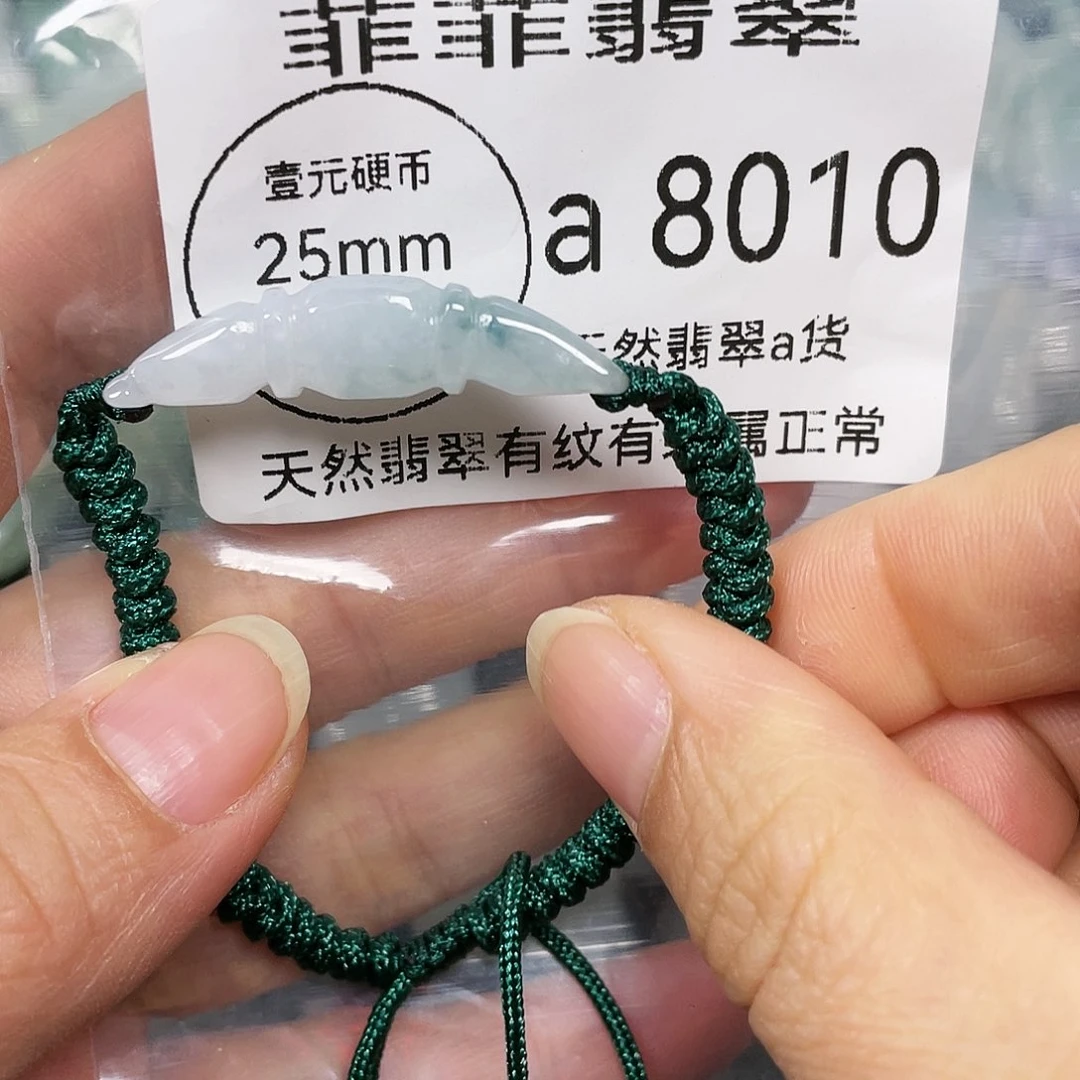 菲菲翡翠
壹元硬币
25mm
a 8010
然翡翠a货
天然翡翠有纹有
属正常